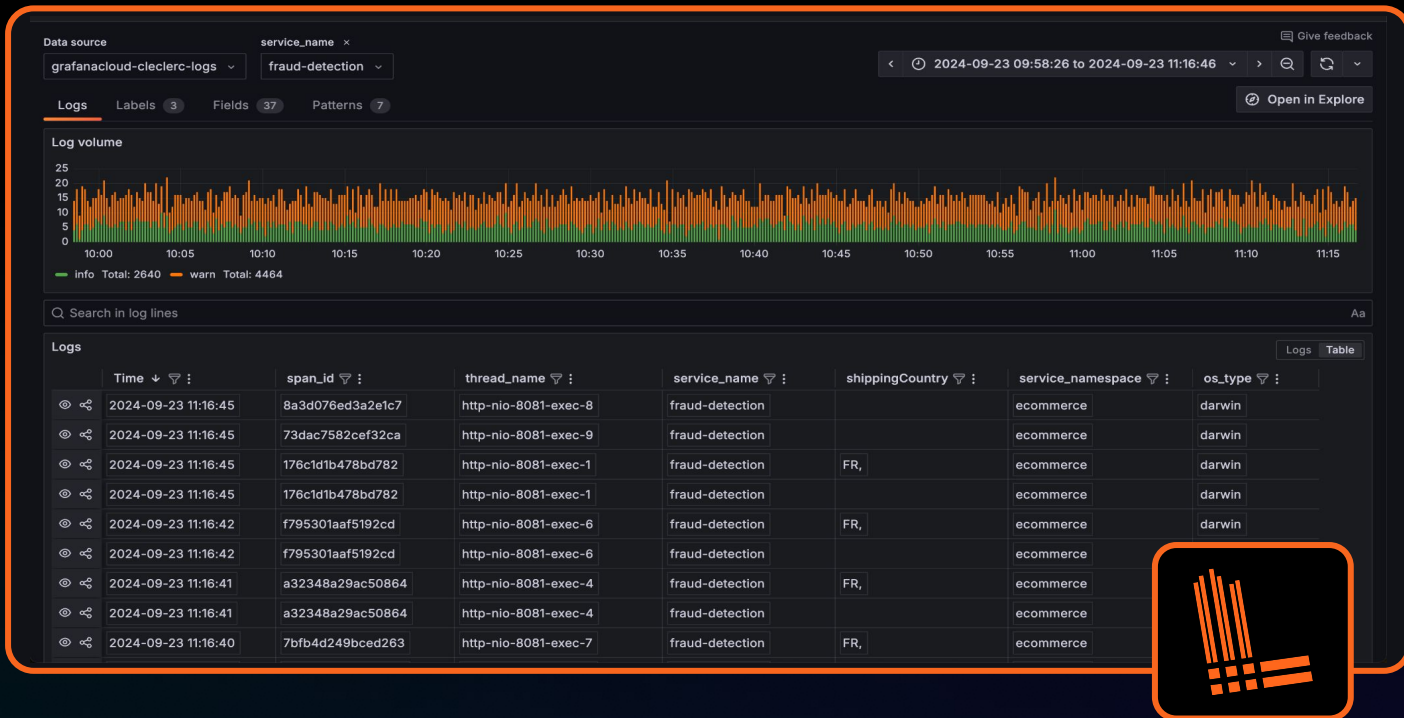 Give feedback
Data source service_name ×
grafanacloud-cleclerc-logs fraud-detection 2024-09-23 09:58:26 to 2024-09-23 11:16:46
Logs Labels 3 Fields 37 Patterns 7 Open in Explore
Log volume
25
20
15
10
5
0
10:00 10:05 10:10 10:15 10:20 10:25 10:30 10:35 10:40 10:45 10:50 10:55 11:00 11:05 11:10 11:15
info Total: 2640 warn Total: 4464
Search in log lines Aa
Logs Logs Table
Time span_id thread_name service_name shippingCountry service_namespace os_type
2024-09-23 11:16:45 8a3d076ed3a2e1c7 http-nio-8081-exec-8 fraud-detection ecommerce darwin
2024-09-23 11:16:45 73dac7582cef32ca http-nio-8081-exec-9 fraud-detection ecommerce darwin
2024-09-23 11:16:45 176c1d1b478bd782 http-nio-8081-exec-1 fraud-detection FR, ecommerce darwin
2024-09-23 11:16:45 176c1d1b478bd782 http-nio-8081-exec-1 fraud-detection ecommerce darwin
2024-09-23 11:16:42 f795301aaf5192cd http-nio-8081-exec-6 fraud-detection FR, ecommerce darwin
2024-09-23 11:16:42 f795301aaf5192cd http-nio-8081-exec-6 fraud-detection ecommerce
2024-09-23 11:16:41 a32348a29ac50864 http-nio-8081-exec-4 fraud-detection FR, ecommerce
2024-09-23 11:16:41 a32348a29ac50864 http-nio-8081-exec-4 fraud-detection ecommerce
2024-09-23 11:16:40 7bfb4d249bced263 http-nio-8081-exec-7 fraud-detection FR, ecommerce